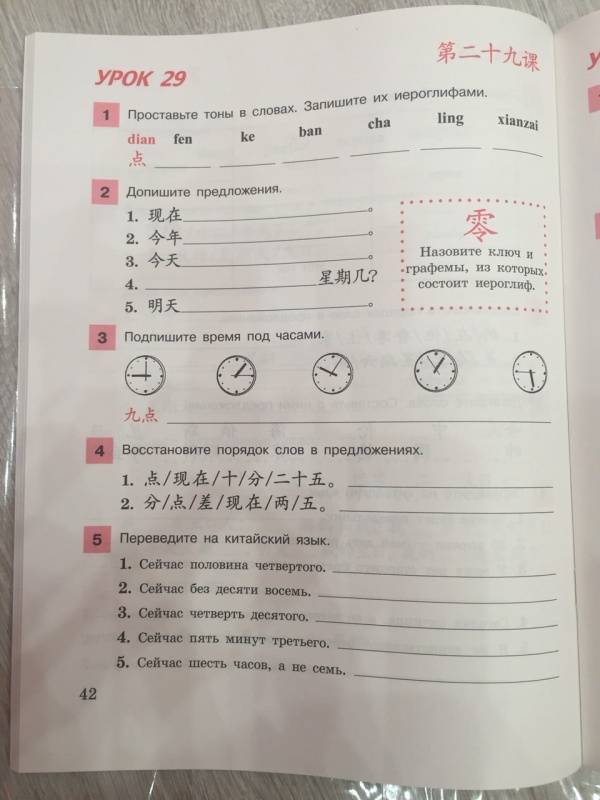 第二十九课
УРОК 29
1 Проставьте тоны в словах. Запишите их иероглифами.
dian fen ke ban cha ling xianzai
点
2 Допишите предложения.
1. 现在 。
2. 今年 。
3. 今天 。
4. 星期几?
5. 明天 。
零
Назовите ключ и
графемы, из которых
состоит иероглиф.
3 Подпишите время под часами.
九点
4 Восстановите порядок слов в предложениях.
1. 点/现在/十/分/二十五。
2. 分/点/差/现在/两/五。
5 Переведите на китайский язык.
1. Сейчас половина четвертого.
2. Сейчас без десяти восемь.
3. Сейчас четверть десятого.
4. Сейчас пять минут третьего.
5. Сейчас шесть часов, а не семь.
42